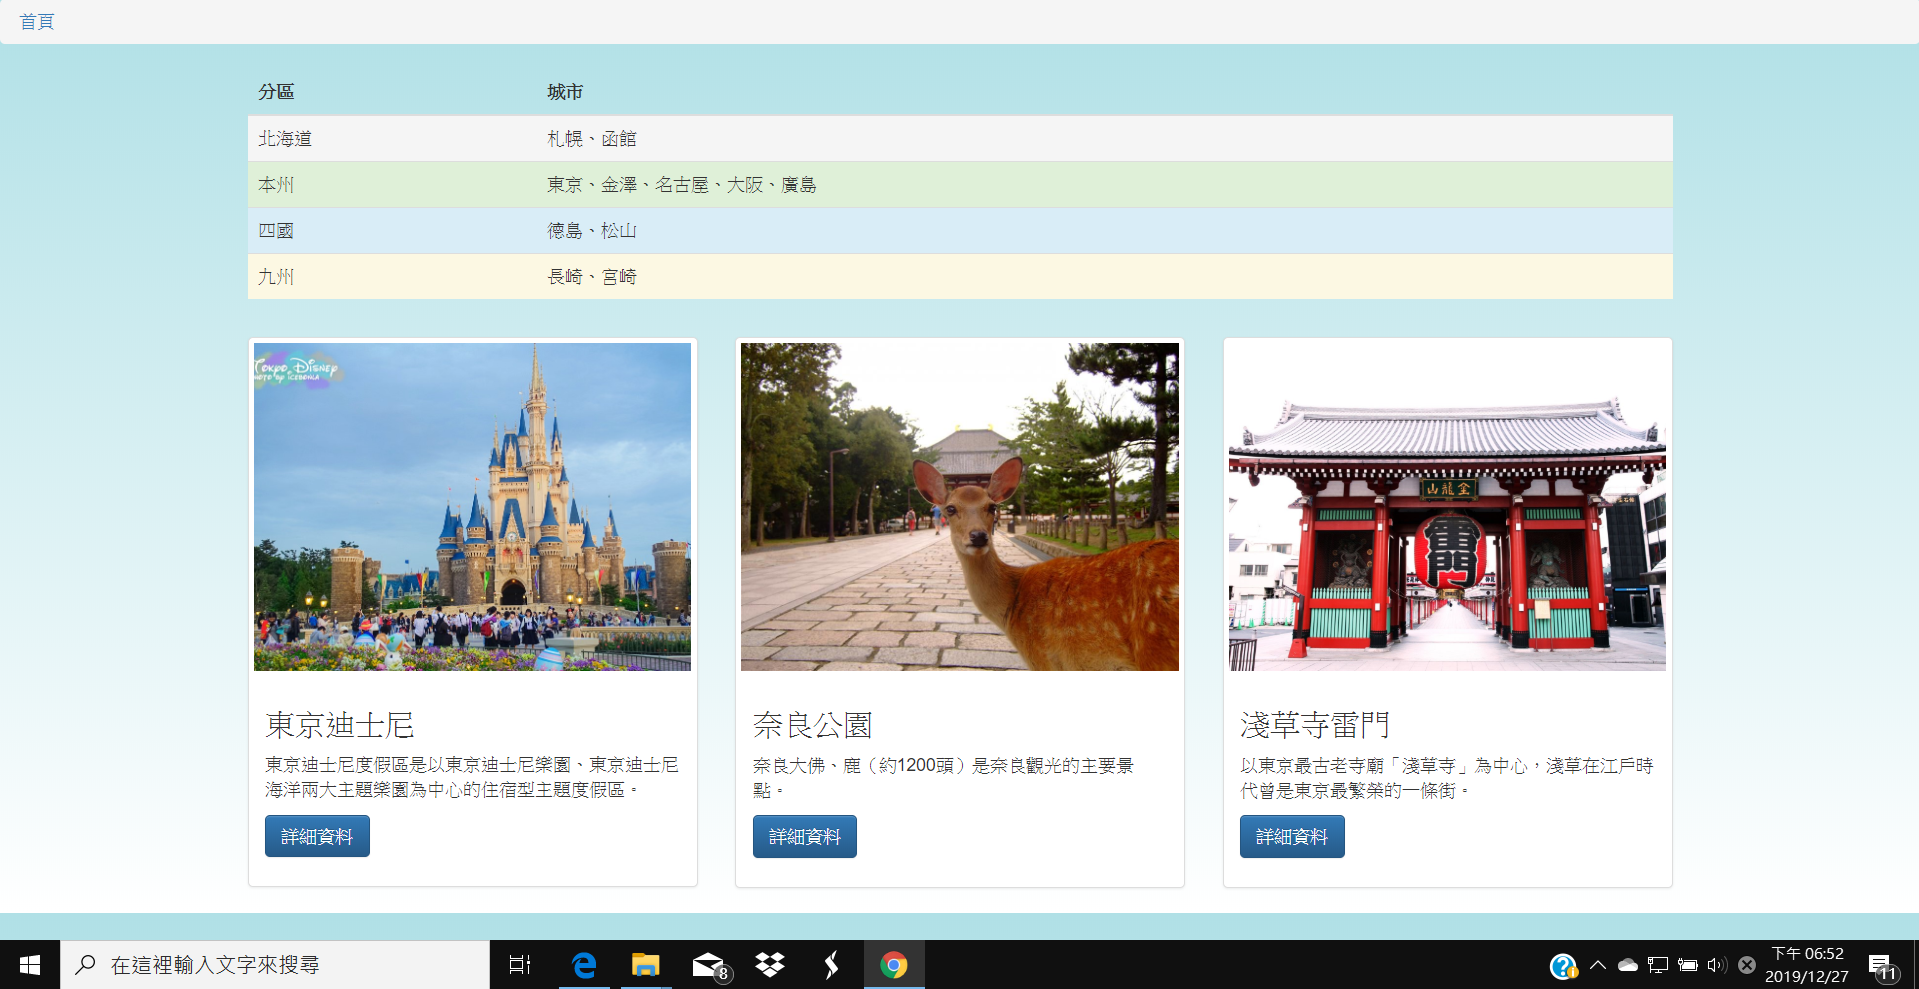 首頁
分區 城市
北海道 札幌、函館
本州 東京、金澤、名古屋、大阪、廣島
四國 德島、松山
九州 長崎、宮崎
Tokyo Disney
金龍山
雷門
東京迪士尼
東京迪士尼度假區是以東京迪士尼樂園、東京迪士尼
海洋兩大主題樂園為中心的住宿型主題度假區。
詳細資料
奈良公園
奈良大佛、鹿（約1200頭）是奈良觀光的主要景
點。
詳細資料
淺草寺雷門
以東京最古老寺廟「淺草寺」為中心，淺草在江戶時
代曾是東京最繁榮的一條街。
詳細資料
在這裡輸入文字來搜尋
8
下午 06:52
2019/12/27
11